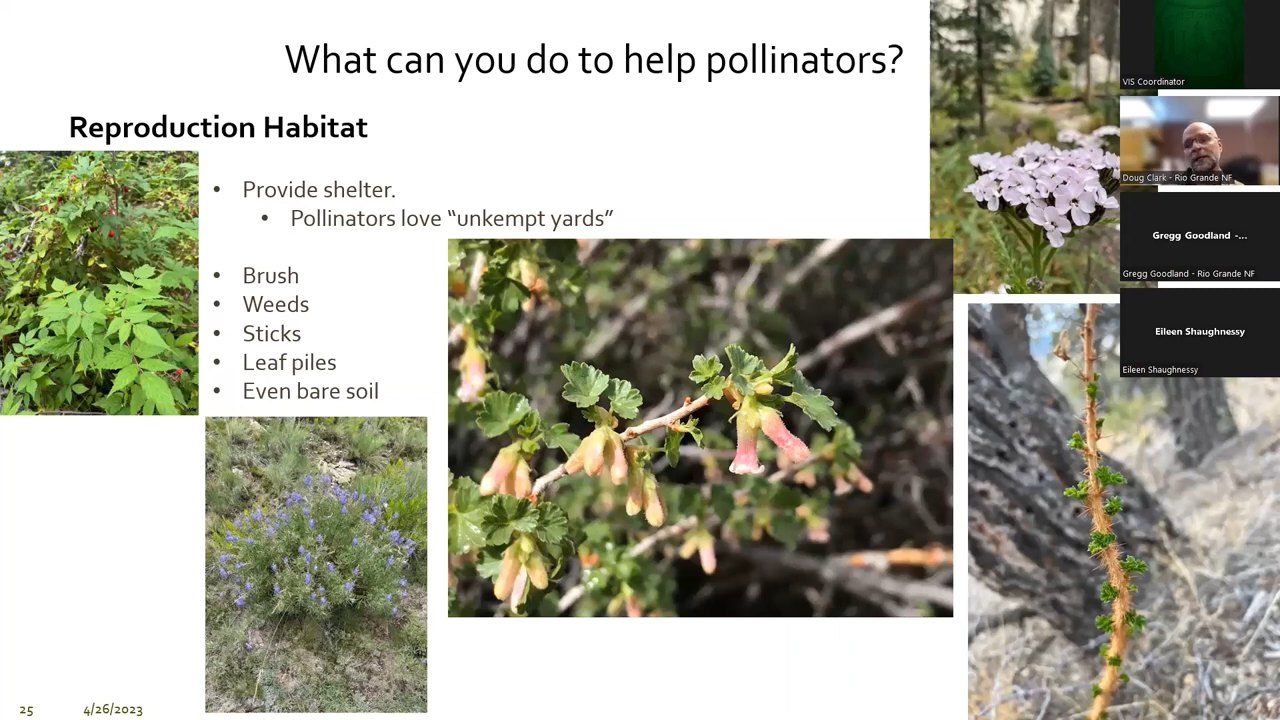 What can you do to help pollinators?
Reproduction Habitat
• Provide shelter.
• Pollinators love “unkempt yards”
• Brush
• Weeds
• Sticks
• Leaf piles
• Even bare soil
25 4/26/2023
VIS Coordinator
Doug Clark - Rio Grande NF
Gregg Goodland -...
Gregg Goodland - Rio Grande NF
Eileen Shaughnessy
Eileen Shaughnessy